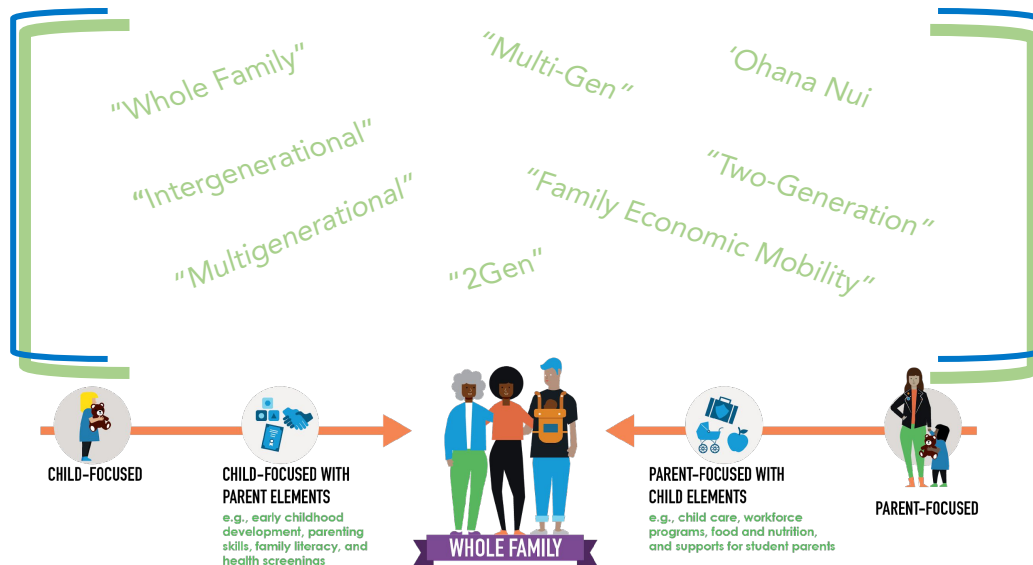 "Whole Family"
"Multi-Gen"
'Ohana Nui
"Intergenerational"
"Two-Generation"
"Multigenerational"
"Family Economic Mobility"
"2Gen"
CHILD-FOCUSED
CHILD-FOCUSED WITH
PARENT ELEMENTS
e.g., early childhood
development, parenting
skills, family literacy, and
health screenings
WHOLE FAMILY
PARENT-FOCUSED WITH
CHILD ELEMENTS
e.g., child care, workforce
programs, food and nutrition,
and supports for student parents
PARENT-FOCUSED